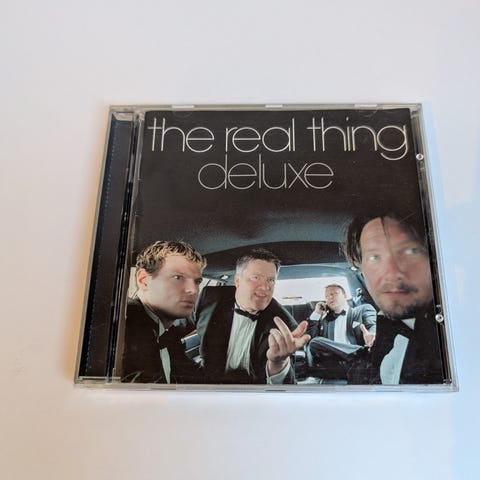 the real thing
deluxe